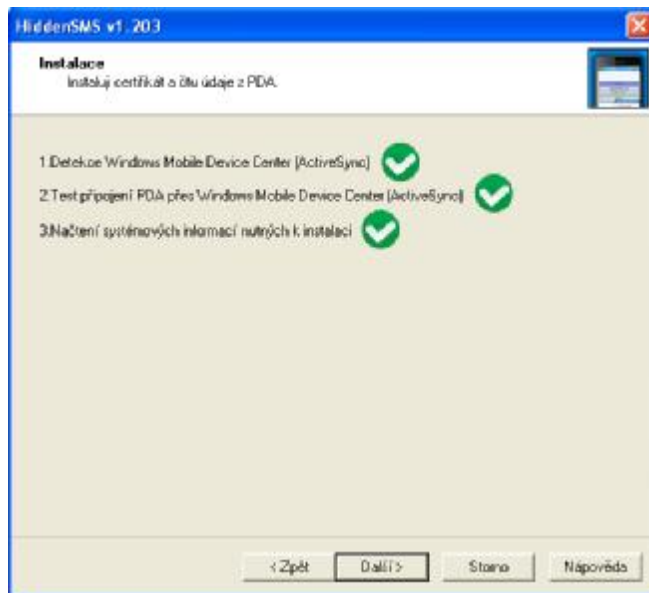 HiddenSMS v1.203
Instalace
Instaluji certifikát a čtu údaje z PDA.
1.Detekce Windows Mobile Device Center (ActiveSync)
2.Test připojení PDA přes Windows Mobile Device Center (ActiveSync)
3.Načtení systémových informací nutných k instalaci
< Zpět
Další >
Storno
Nápověda